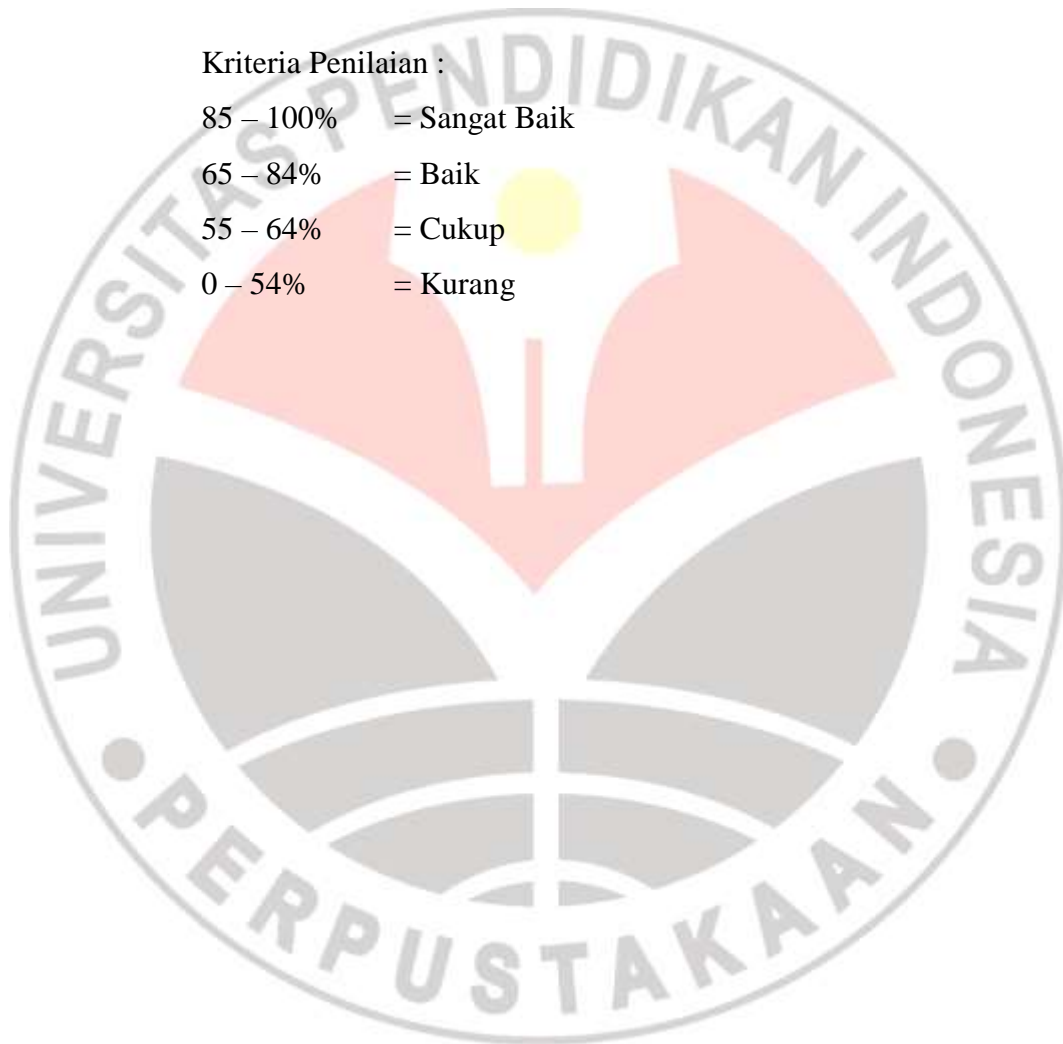 Kriteria Penilaian :
85 – 100% = Sangat Baik
65 – 84% = Baik
55 – 64% = Cukup
0 – 54% = Kurang
UNIVERSITAS PENDIDIKAN INDONESIA
PERPUSTAKAAN